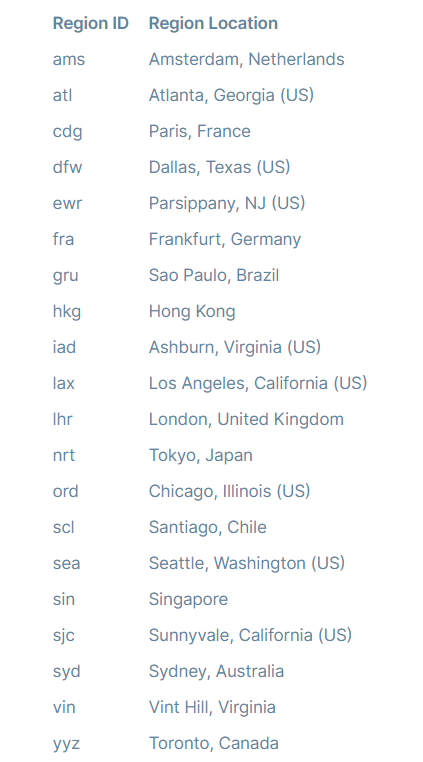 Region ID Region Location
ams Amsterdam, Netherlands
atl Atlanta, Georgia (US)
cdg Paris, France
dfw Dallas, Texas (US)
ewr Parsippany, NJ (US)
fra Frankfurt, Germany
gru Sao Paulo, Brazil
hkg Hong Kong
iad Ashburn, Virginia (US)
lax Los Angeles, California (US)
lhr London, United Kingdom
nrt Tokyo, Japan
ord Chicago, Illinois (US)
scl Santiago, Chile
sea Seattle, Washington (US)
sin Singapore
sjc Sunnyvale, California (US)
syd Sydney, Australia
vin Vint Hill, Virginia
yyz Toronto, Canada